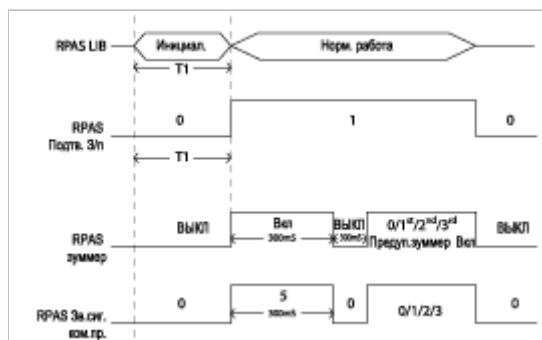 RPAS LIB
Инициал.
Норм. работа
T1
RPAS
Подтв. З/п
0
1
0
T1
RPAS
зуммер
ВЫКЛ
Вкл
300mS
ВЫКЛ
300mS
0/1st/2nd/3rd
Предуп.зуммер Вкл
ВЫКЛ
RPAS Зв.сиг.
ком.пр.
0
5
300mS
0
0/1/2/3
0